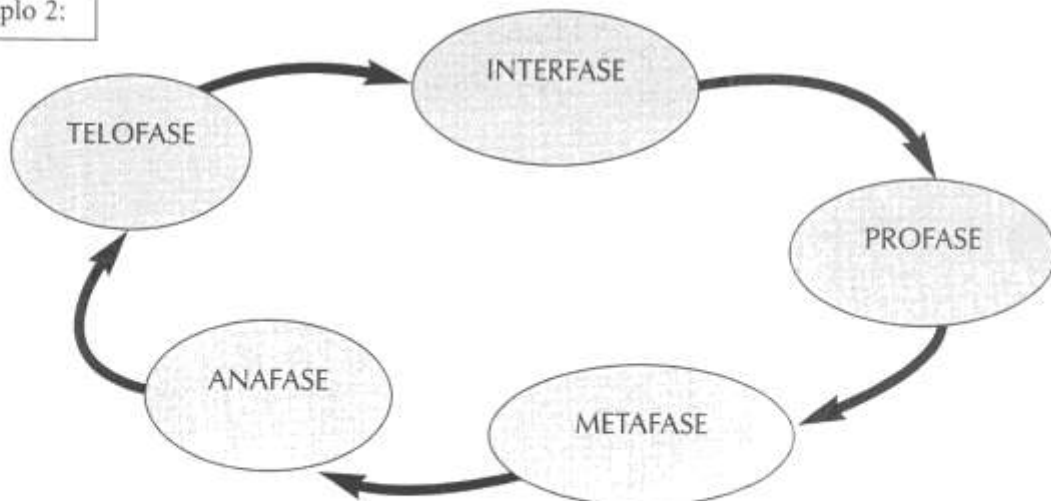 plo 2:
INTERFASE
TELOFASE
PROFASE
ANAFASE
METAFASE